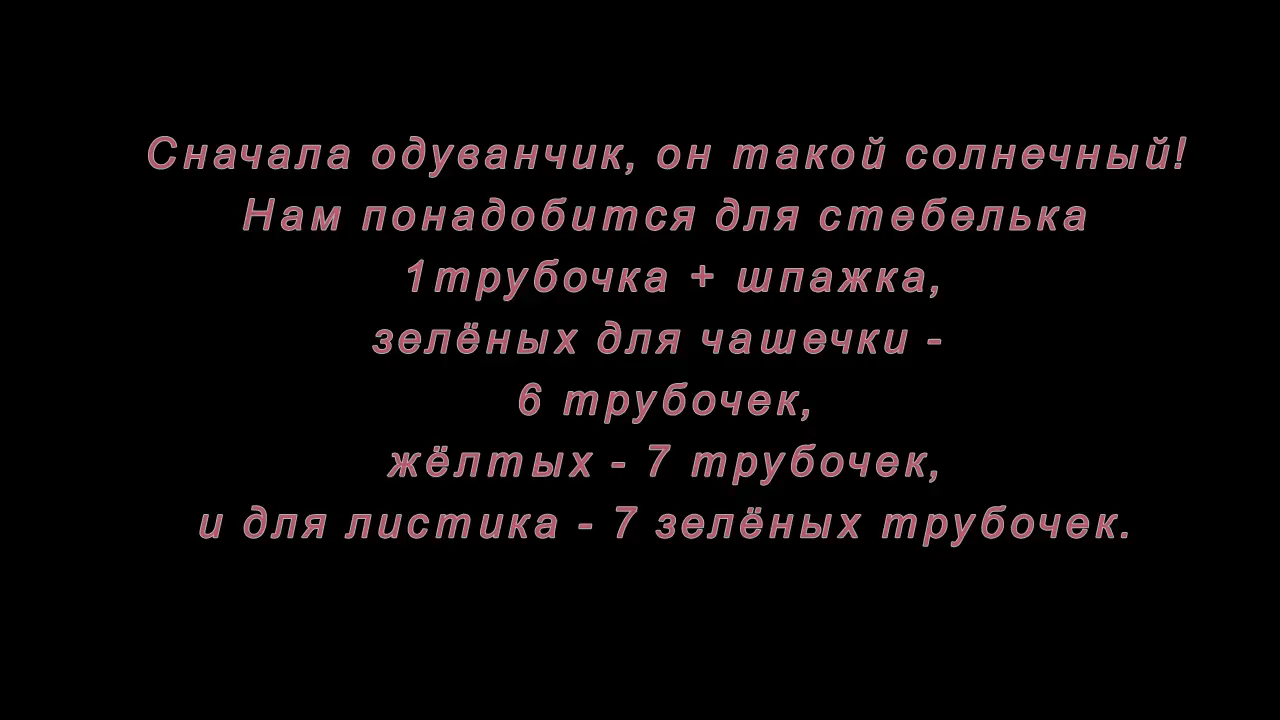 Сначала одуванчик, он такой солнечный!
Нам понадобится для стебелька
1трубочка + шпажка,
зелёных для чашечки -
6 трубочек,
жёлтых - 7 трубочек,
и для листика - 7 зелёных трубочек.